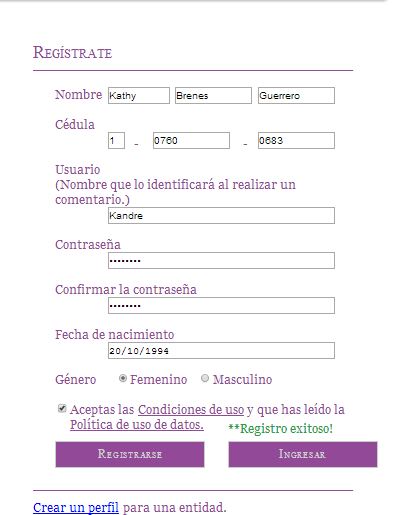 Regístrate
Nombre Kathy Brenes Guerrero
Cédula
1 - 0760 - 0683
Usuario
(Nombre que lo identificará al realizar un
comentario.)
Kandre
Contraseña
••••••••
Confirmar la contraseña
••••••••
Fecha de nacimiento
20/10/1994
Género Femenino Masculino
Aceptas las Condiciones de uso y que has leído la
Política de uso de datos. **Registro exitoso!
Registrarse Ingresar
Crear un perfil para una entidad.